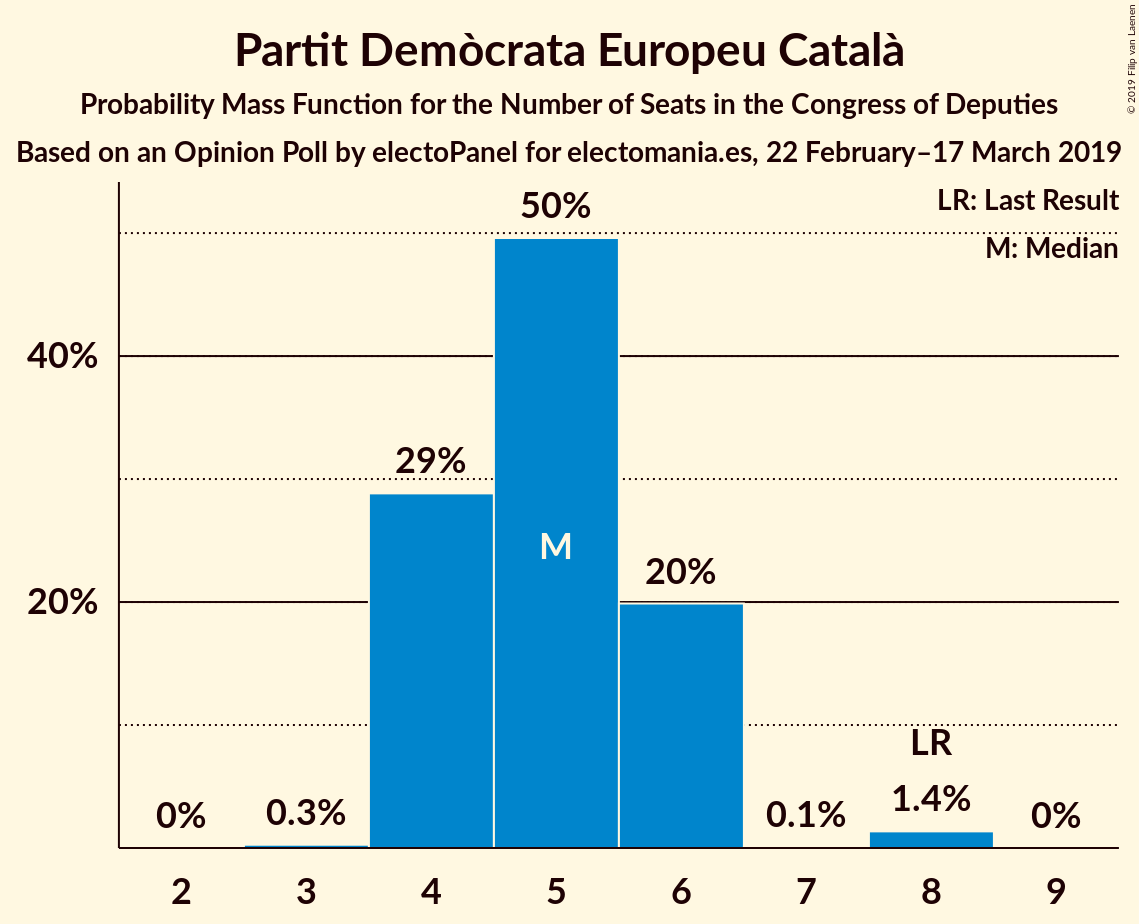 Partit Demòcrata Europeu Català
Probability Mass Function for the Number of Seats in the Congress of Deputies
Based on an Opinion Poll by electoPanel for electomania.es, 22 February–17 March 2019
© 2019 Filip van Laenen
LR: Last Result
M: Median
50%
40%
29%
M
20%
20%
LR
0%
0.3%
0.1%
1.4%
0%
2 3 4 5 6 7 8 9